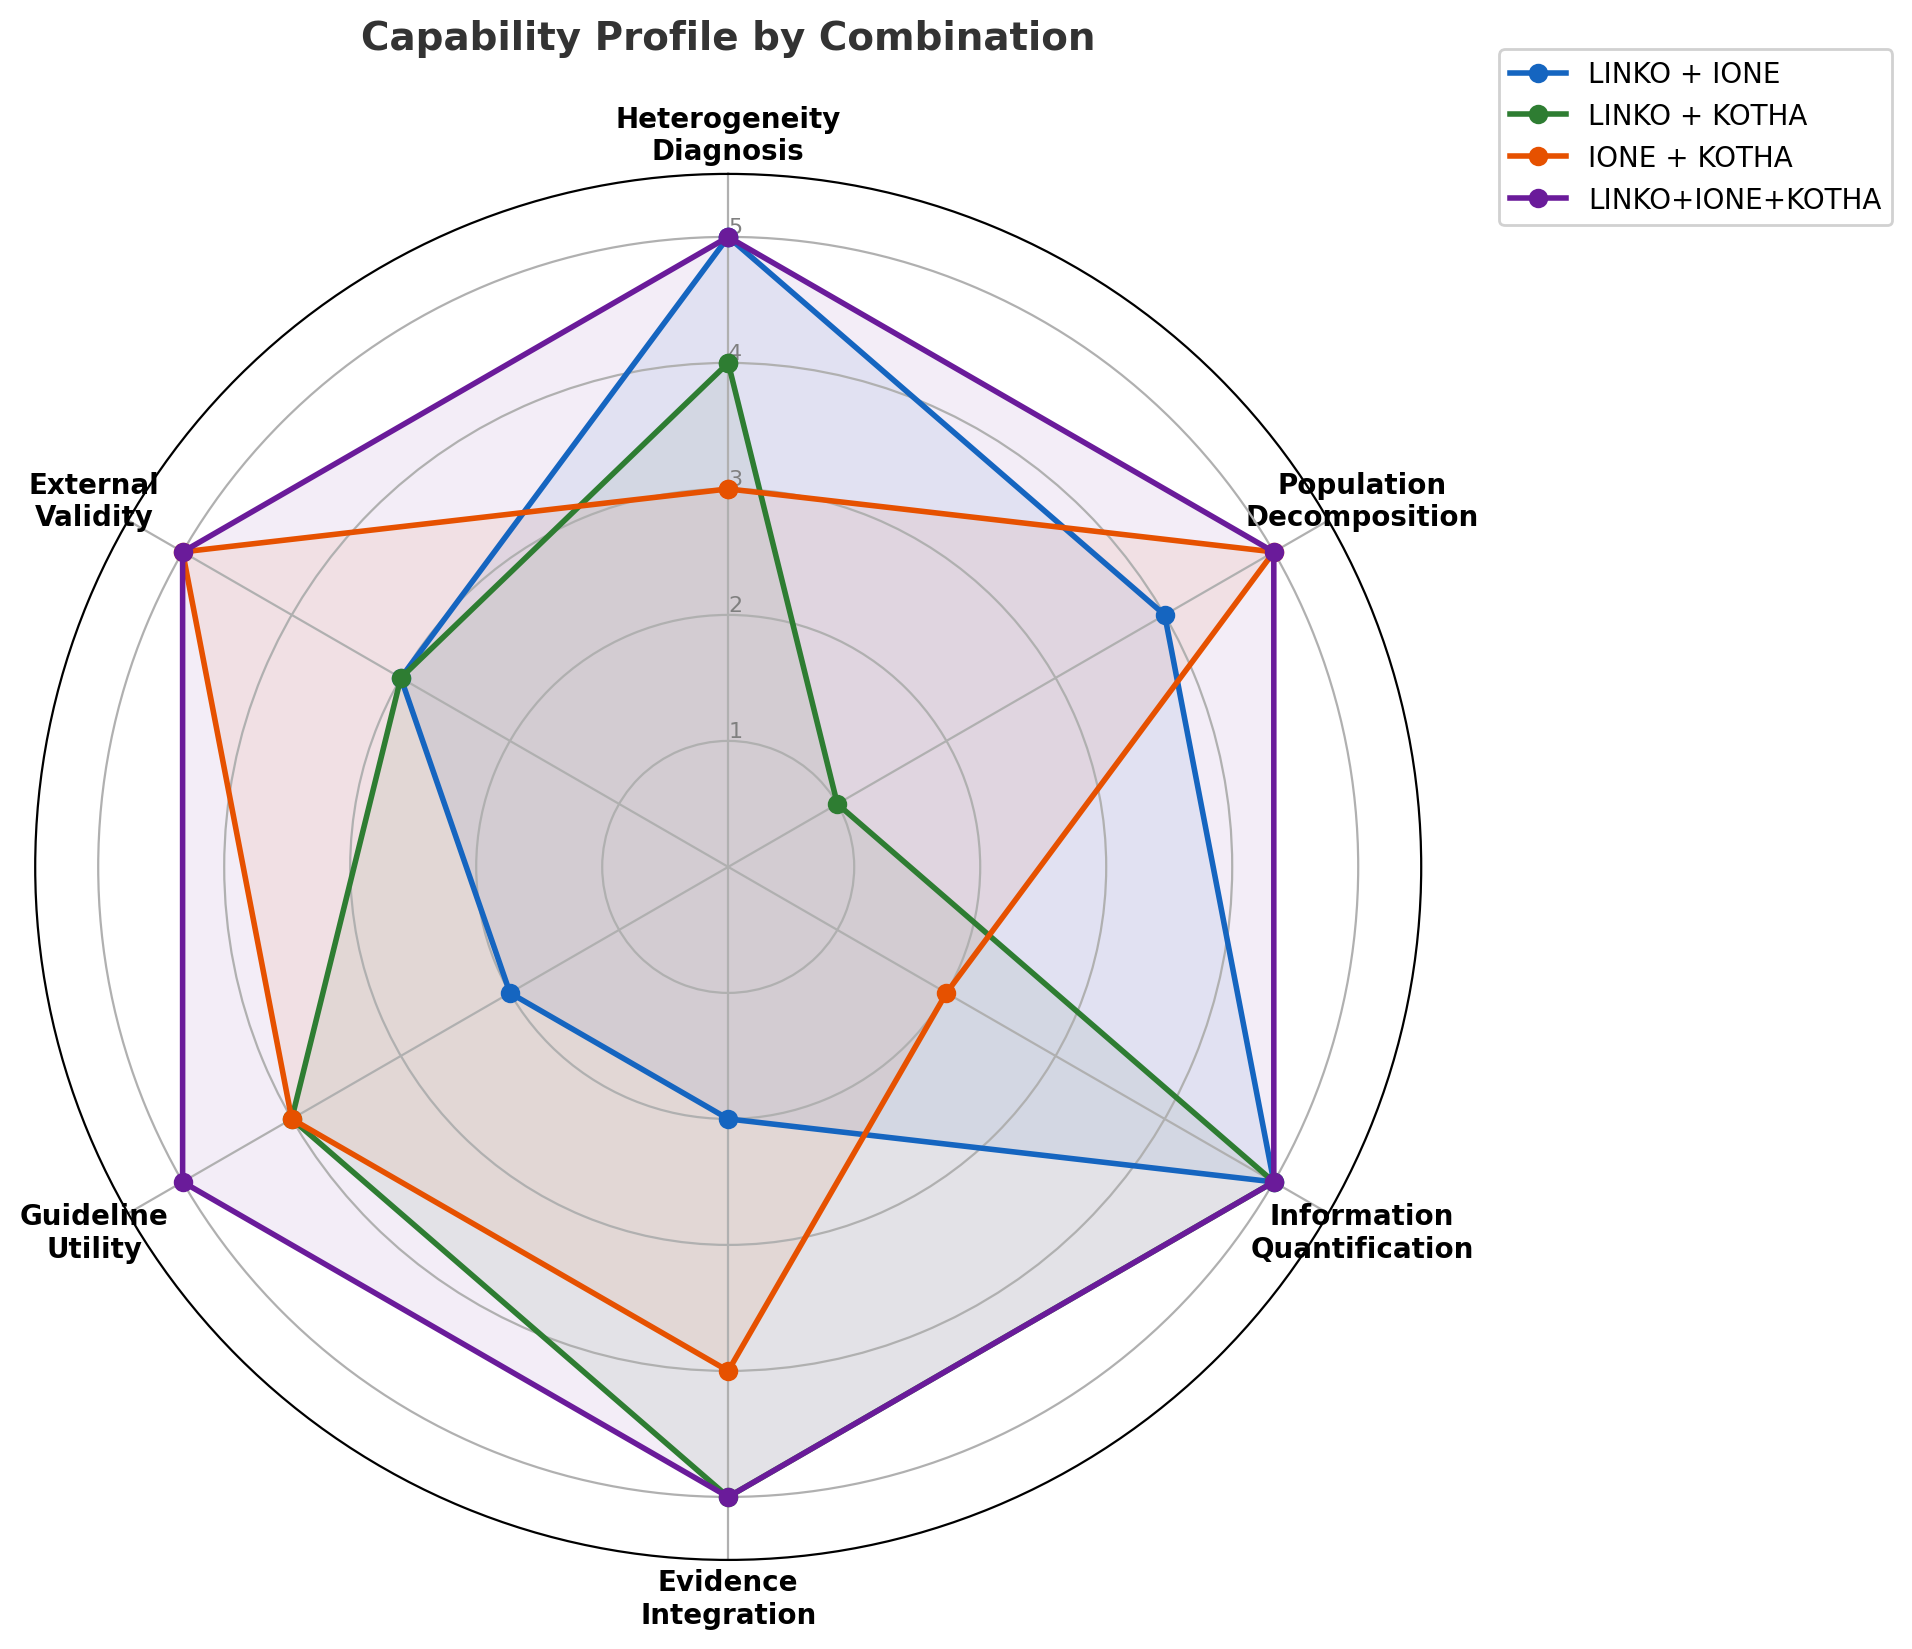 Capability Profile by Combination
LINKO + IONE
LINKO + KOTHA
IONE + KOTHA
LINKO+IONE+KOTHA
Heterogeneity
Diagnosis
5
4
3
2
1
External
Validity
Population
Decomposition
Guideline
Utility
Information
Quantification
Evidence
Integration